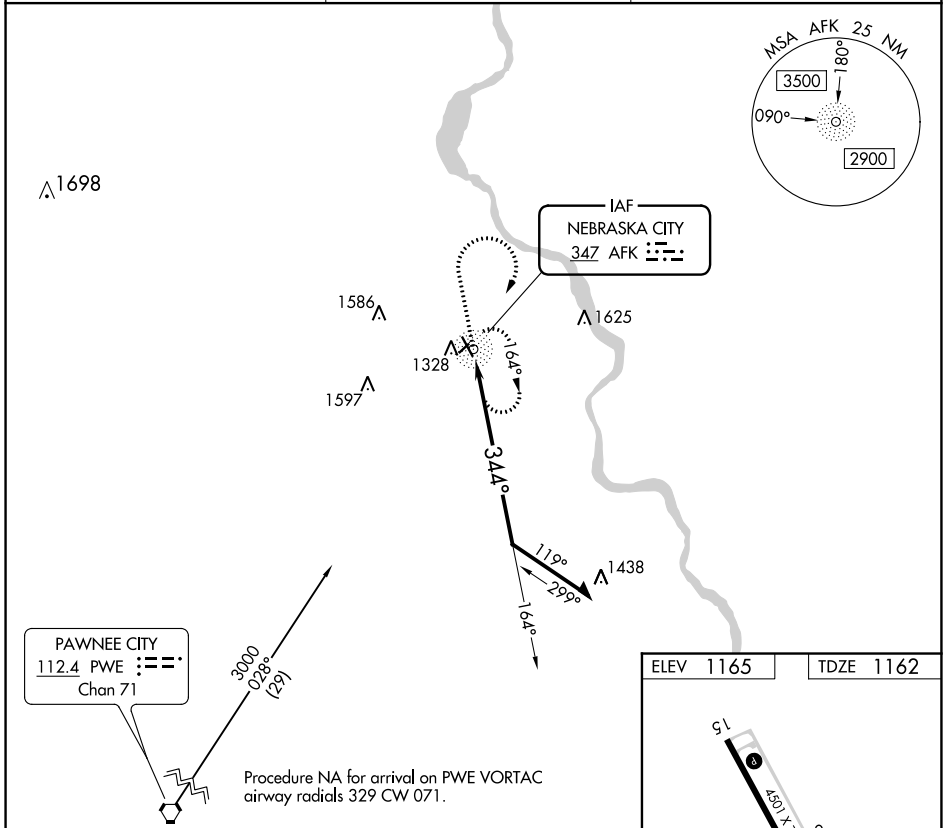 MSA AFK 25 NM
3500
180°
090°
2900
1698
IAF
NEBRASKA CITY
347 AFK
1586
1625
1328
164°
1597
344°
119°
299°
1438
164°
PAWNEE CITY
112.4 PWE
Chan 71
3000
028°
(29)
Procedure NA for arrival on PWE VORTAC
airway radials 329 CW 071.
ELEV 1165
TDZE 1162
15
P
4501 X